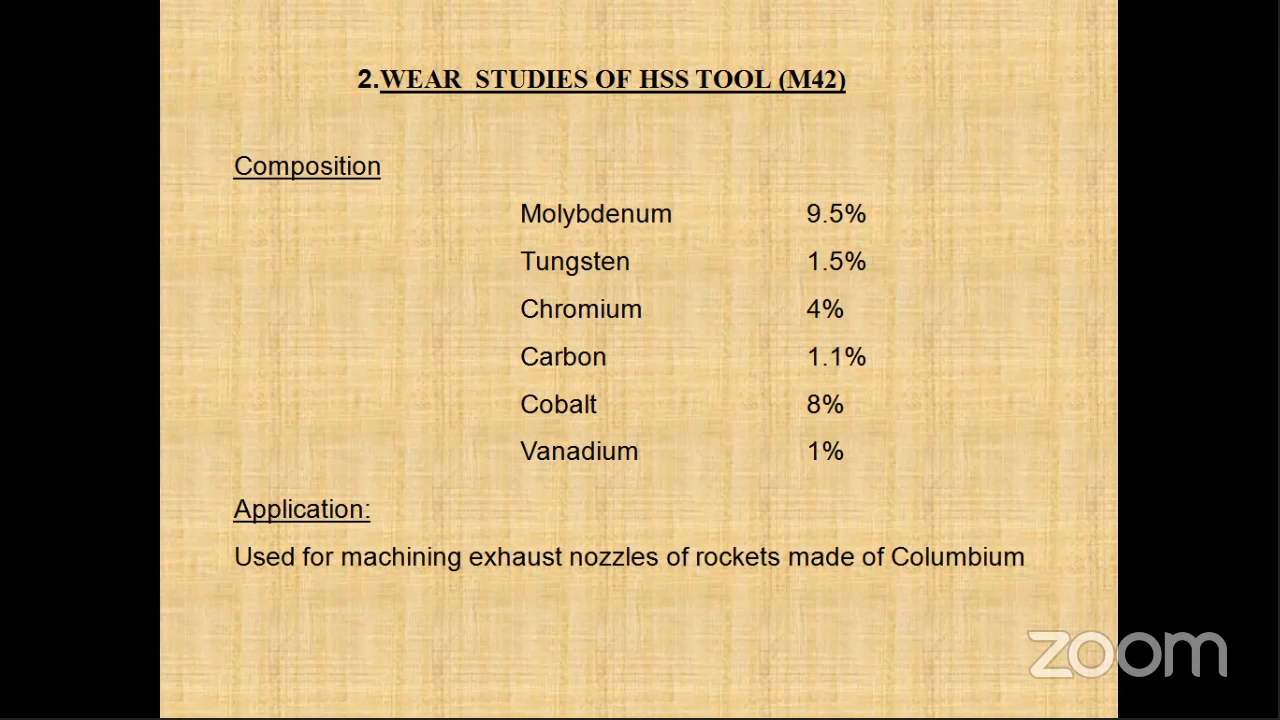 2.WEAR STUDIES OF HSS TOOL (M42)
Composition
Molybdenum 9.5%
Tungsten 1.5%
Chromium 4%
Carbon 1.1%
Cobalt 8%
Vanadium 1%
Application:
Used for machining exhaust nozzles of rockets made of Columbium
zoom